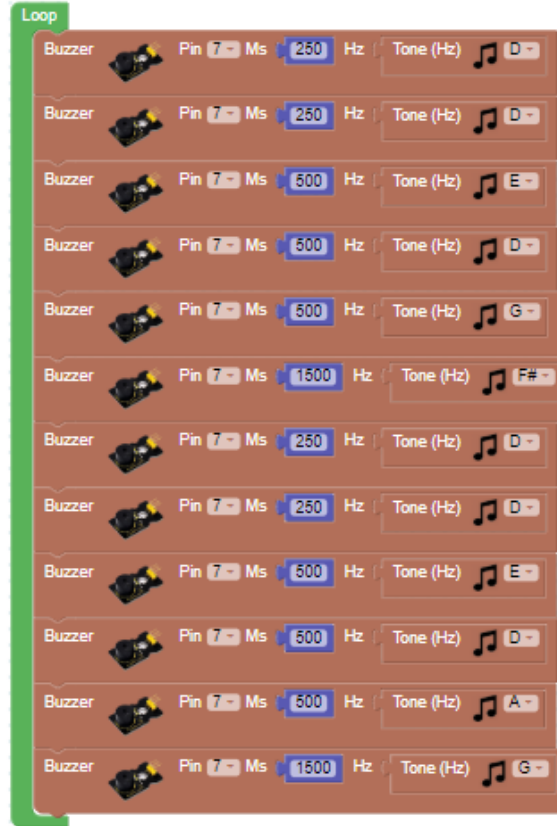 Loop
Buzzer Pin 7 Ms 250 Hz Tone (Hz) D
Buzzer Pin 7 Ms 250 Hz Tone (Hz) D
Buzzer Pin 7 Ms 500 Hz Tone (Hz) E
Buzzer Pin 7 Ms 500 Hz Tone (Hz) D
Buzzer Pin 7 Ms 500 Hz Tone (Hz) G
Buzzer Pin 7 Ms 1500 Hz Tone (Hz) F#
Buzzer Pin 7 Ms 250 Hz Tone (Hz) D
Buzzer Pin 7 Ms 250 Hz Tone (Hz) D
Buzzer Pin 7 Ms 500 Hz Tone (Hz) E
Buzzer Pin 7 Ms 500 Hz Tone (Hz) D
Buzzer Pin 7 Ms 500 Hz Tone (Hz) A
Buzzer Pin 7 Ms 1500 Hz Tone (Hz) G